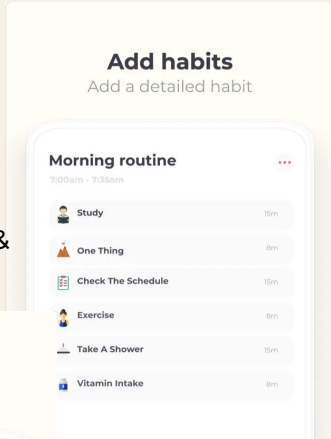 Add habits
Add a detailed habit
Morning routine
7:00am - 7:35am
Study 15m
&
One Thing 8m
Check The Schedule 15m
Exercise 8m
Take A Shower 15m
Vitamin Intake 8m